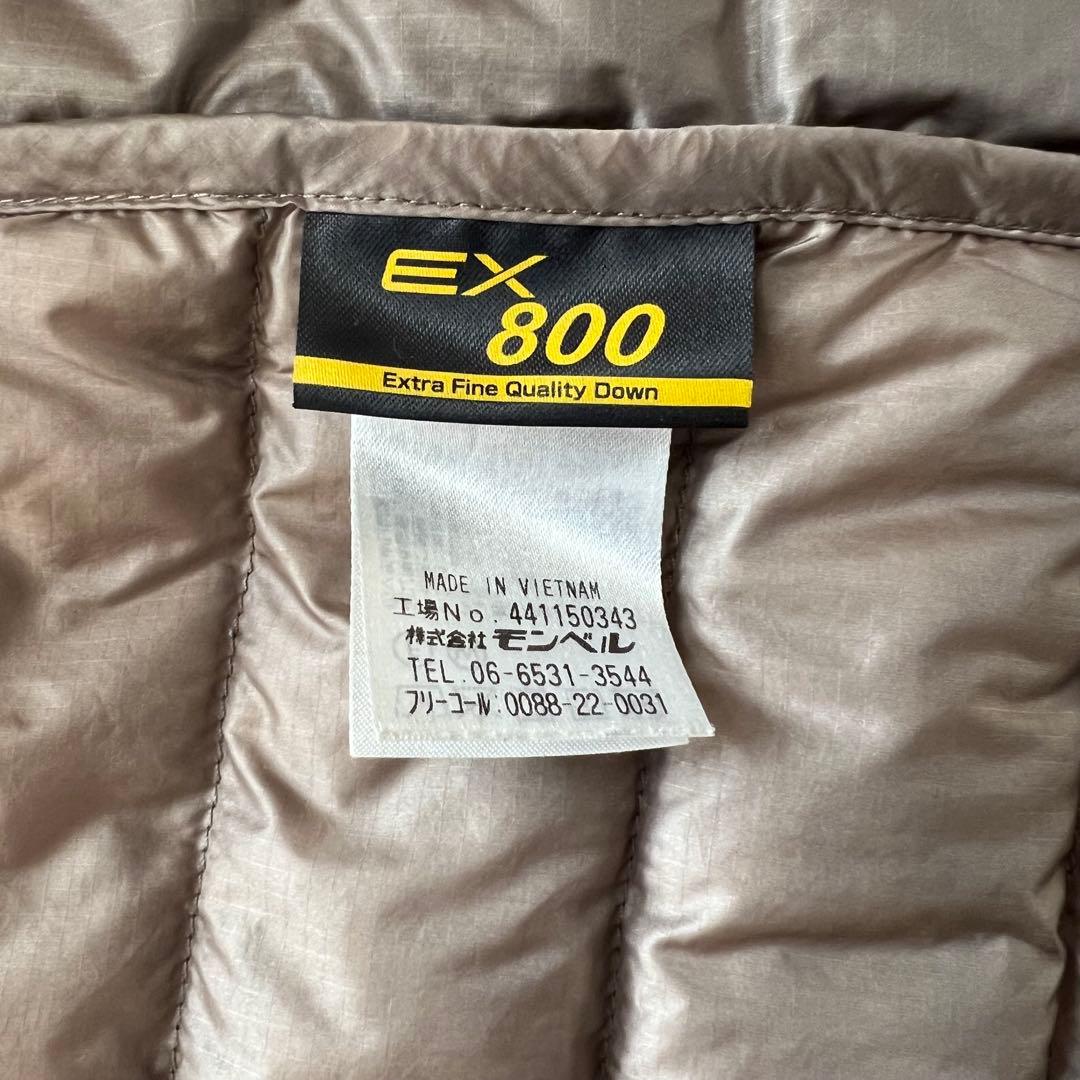 EX
800
Extra Fine Quality Down
MADE IN VIETNAM
工場No. 441150343
株式会社 モンベル
TEL.06-6531-3544
フリーコール:0088-22-0031